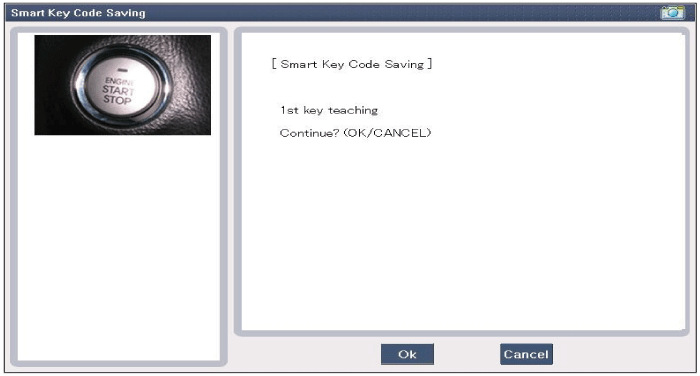 Smart Key Code Saving
ENGINE
START
STOP
[ Smart Key Code Saving ]
1st key teaching
Continue? (OK/CANCEL)
Ok
Cancel